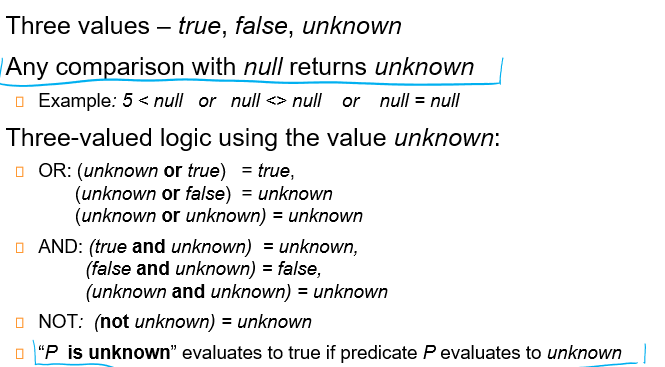 Three values – true, false, unknown
Any comparison with null returns unknown
Example: 5 < null or null <> null or null = null
Three-valued logic using the value unknown:
OR: (unknown or true) = true,
(unknown or false) = unknown
(unknown or unknown) = unknown
AND: (true and unknown) = unknown,
(false and unknown) = false,
(unknown and unknown) = unknown
NOT: (not unknown) = unknown
“P is unknown” evaluates to true if predicate P evaluates to unknown